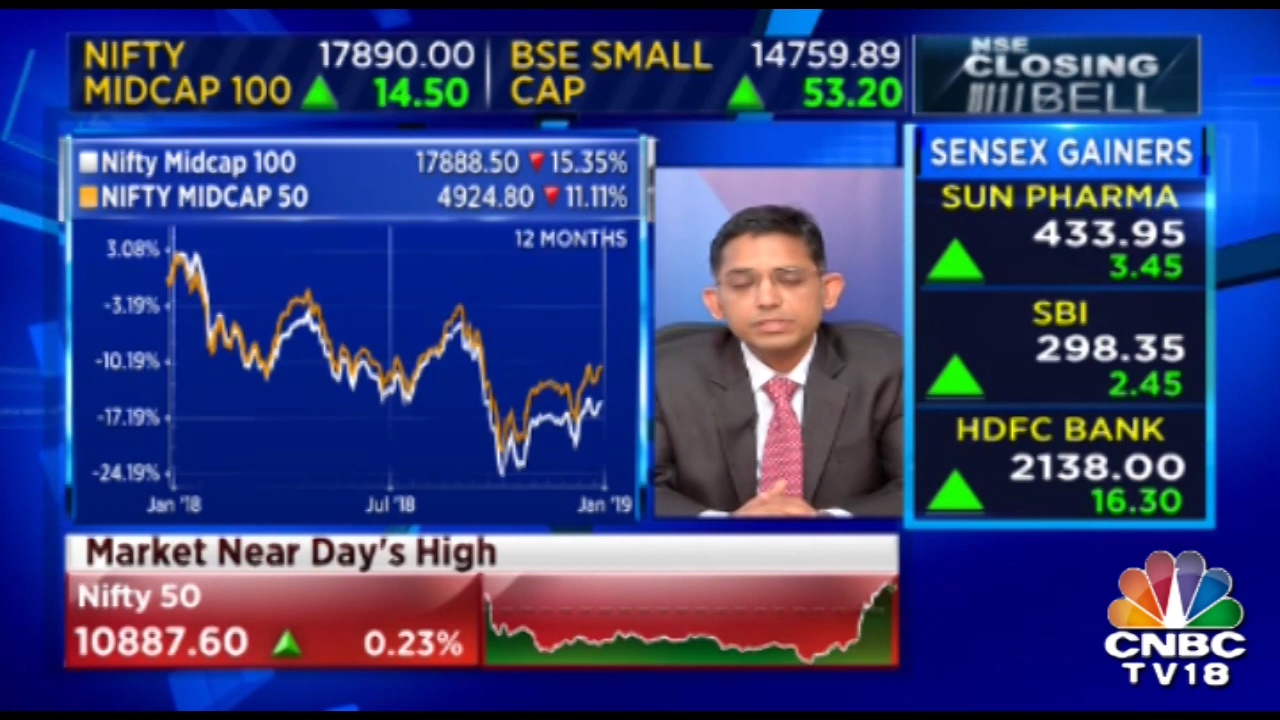 NIFTY MIDCAP 100 17890.00 14.50
BSE SMALL CAP 14759.89 53.20
NSE
CLOSING
BELL
Nifty Midcap 100 17888.50 15.35%
NIFTY MIDCAP 50 4924.80 11.11%
12 MONTHS
3.08%
-3.19%
-10.19%
-17.19%
-24.19%
Jan '18 Jul '18 Jan '19
SENSEX GAINERS
SUN PHARMA
433.95
3.45
SBI
298.35
2.45
HDFC BANK
2138.00
16.30
Market Near Day's High
Nifty 50
10887.60 0.23%
CNBC
TV18